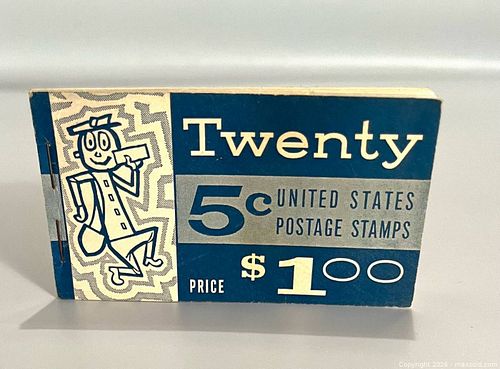 Twenty
5c UNITED STATES
POSTAGE STAMPS
PRICE $1.00
Copyright 2024 - maxsold.com